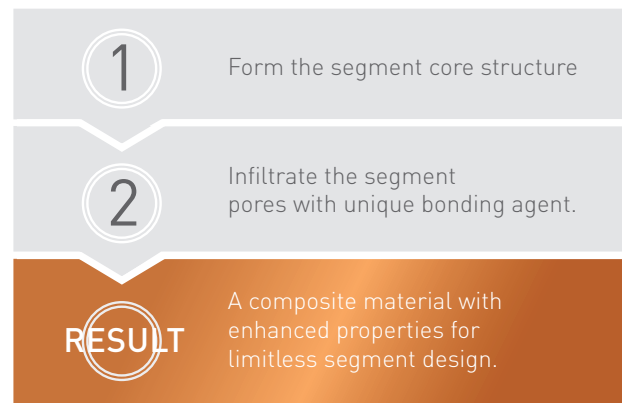 1
Form the segment core structure
2
Infiltrate the segment
pores with unique bonding agent.
RESULT
A composite material with
enhanced properties for
limitless segment design.